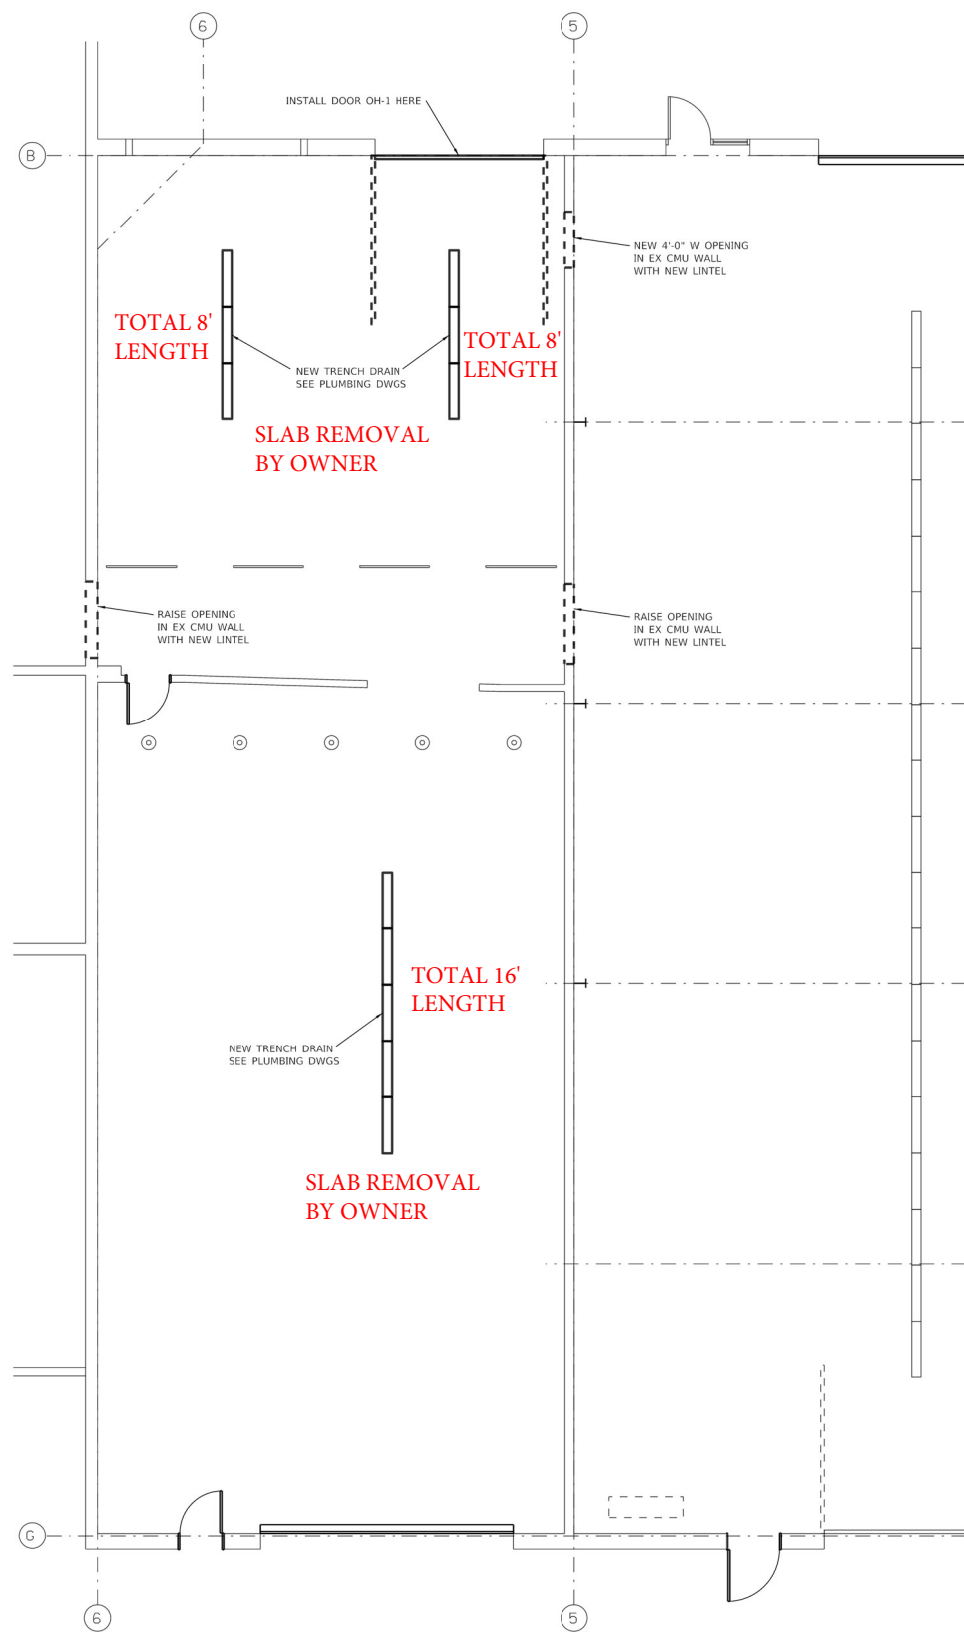 6
5
INSTALL DOOR OH-1 HERE
B
NEW 4'-0" W OPENING
IN EX CMU WALL
WITH NEW LINTEL
TOTAL 8'
LENGTH
TOTAL 8'
LENGTH
NEW TRENCH DRAIN
SEE PLUMBING DWGS
SLAB REMOVAL
BY OWNER
RAISE OPENING
IN EX CMU WALL
WITH NEW LINTEL
RAISE OPENING
IN EX CMU WALL
WITH NEW LINTEL
TOTAL 16'
LENGTH
NEW TRENCH DRAIN
SEE PLUMBING DWGS
SLAB REMOVAL
BY OWNER
G
6
5